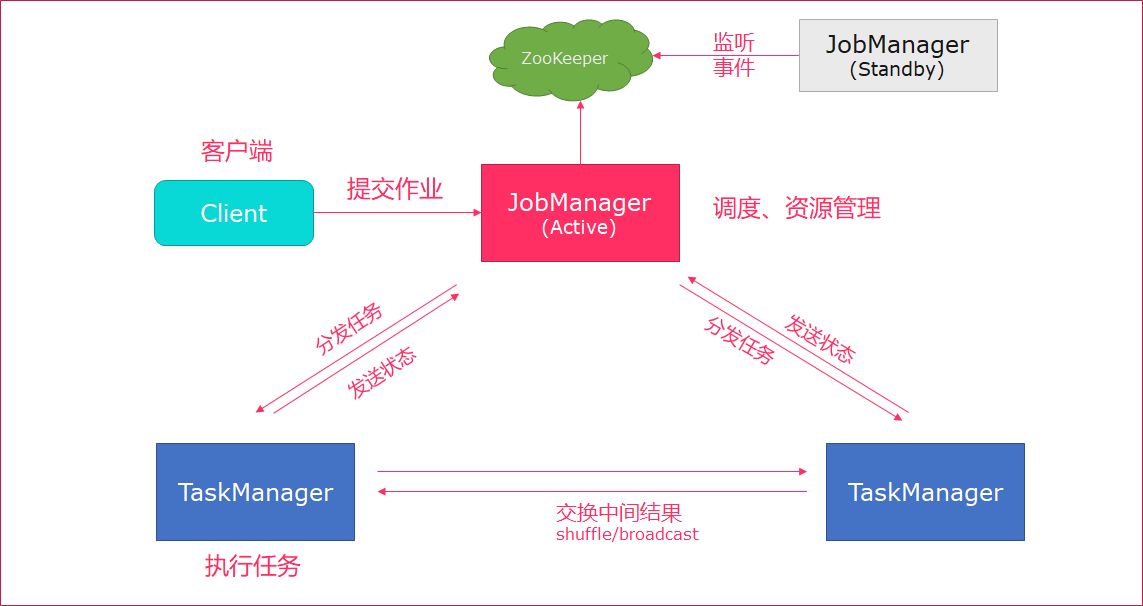 ZooKeeper
监听
事件
JobManager
(Standby)
客户端
Client
提交作业
JobManager
(Active)
调度、资源管理
分发任务
发送状态
分发任务
发送状态
TaskManager
执行任务
交换中间结果
shuffle/broadcast
TaskManager